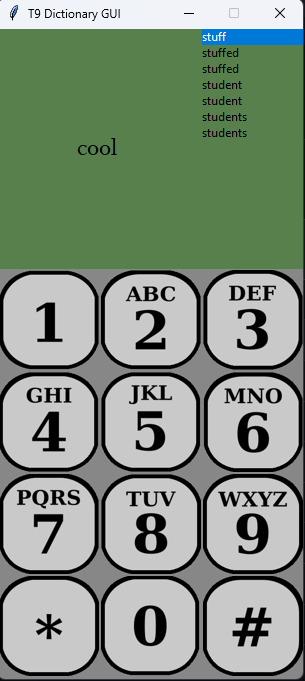 T9 Dictionary GUI
stuff
stuffed
stuffed
student
student
students
students
cool
1
ABC
2
DEF
3
GHI
4
JKL
5
MNO
6
PQRS
7
TUV
8
WXYZ
9
*
0
#